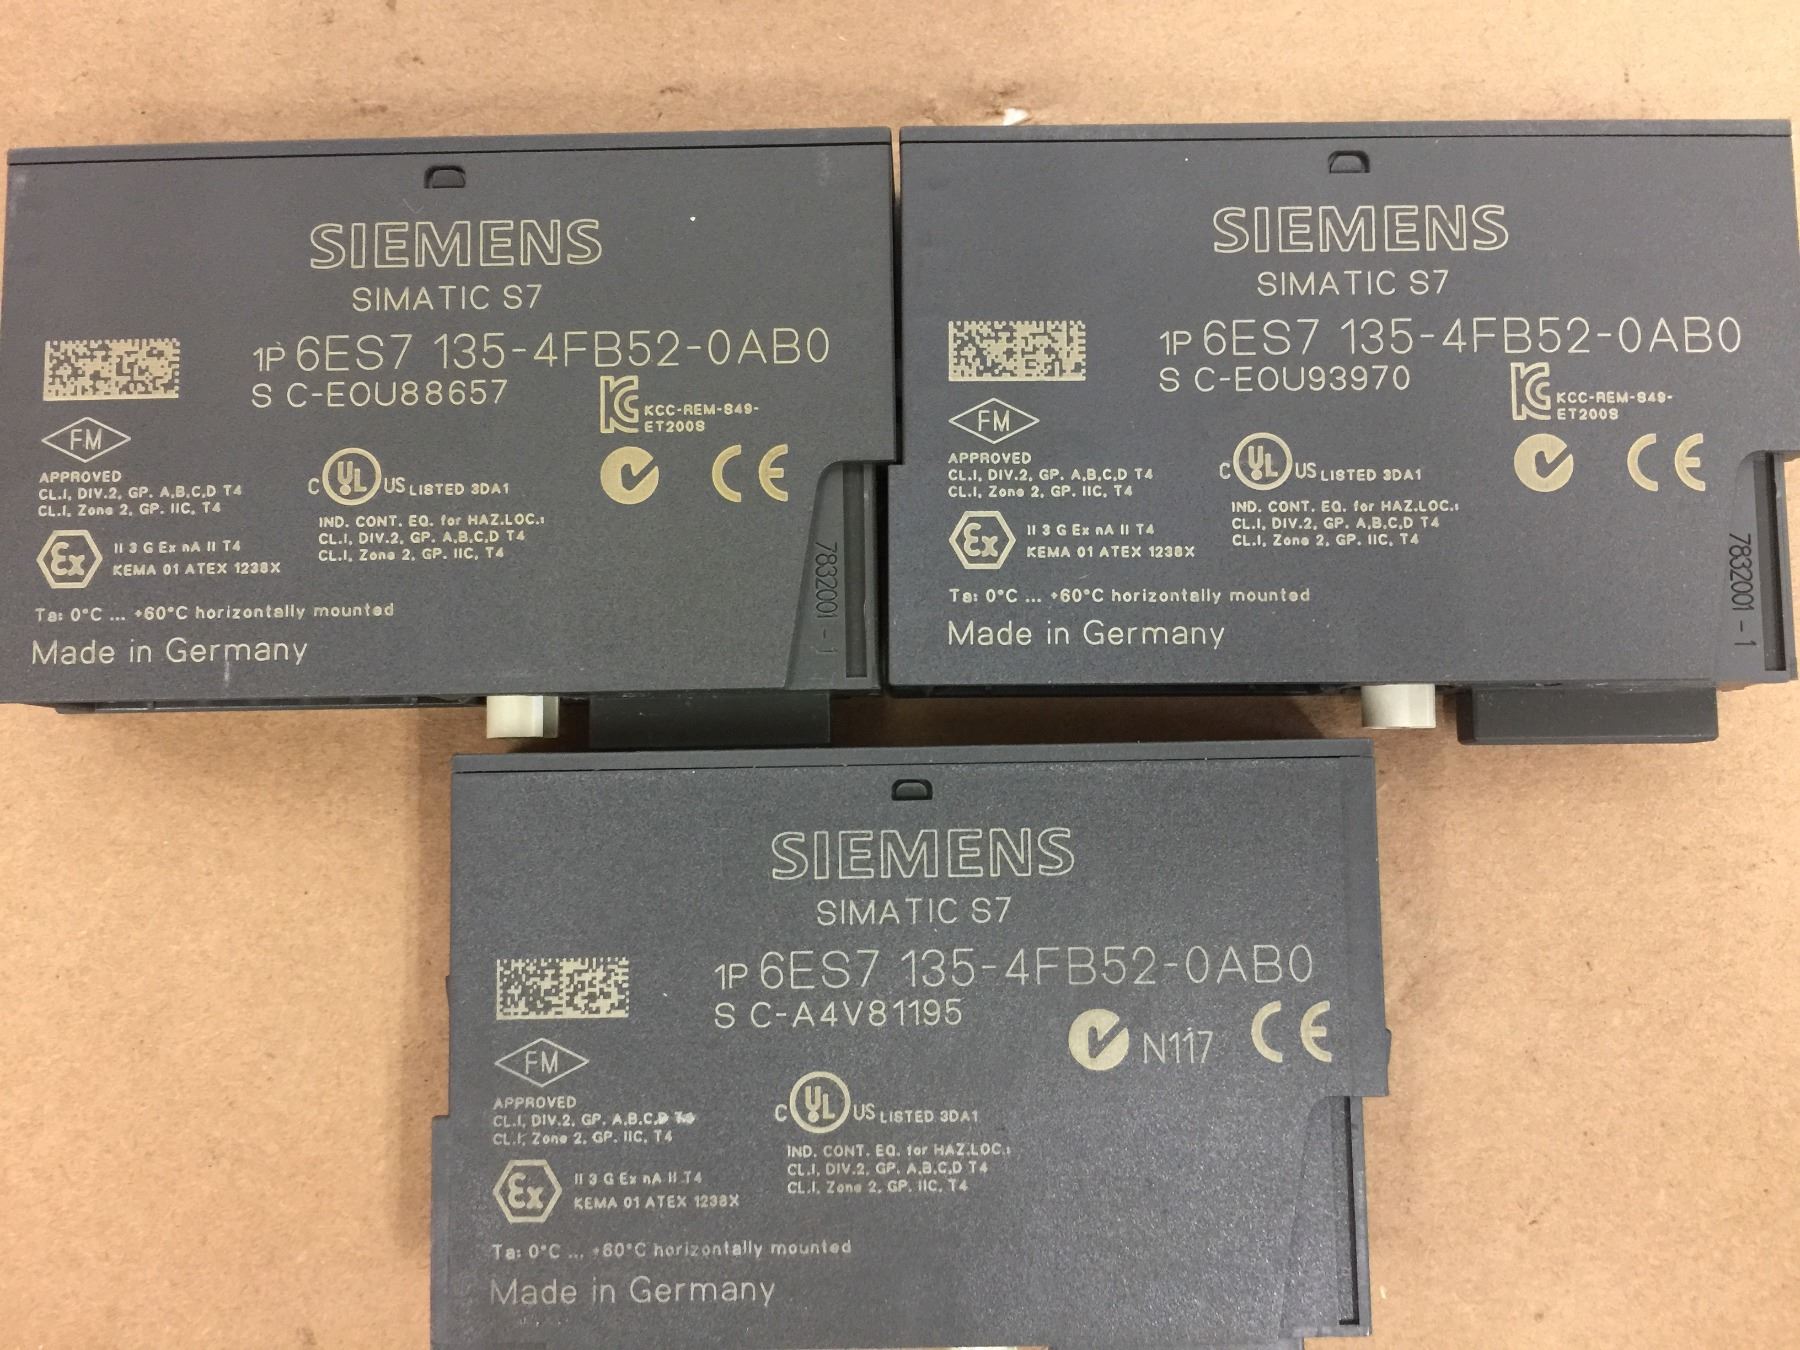 SIEMENS
SIMATIC S7
1P 6ES7 135-4FB52-0AB0
S C-E0U88657
KCC-REM-S49-
ET200S
FM
APPROVED
CL.I, DIV.2, GP. A,B,C,D T4
CL.I, Zone 2, GP. IIC, T4
C UL US LISTED 3DA1
IND. CONT. EQ. for HAZ.LOC.:
CL.I, DIV.2, GP. A,B,C,D T4
CL.I, Zone 2, GP. IIC, T4
CE
Ex II 3 G Ex nA II T4
KEMA 01 ATEX 1238X
Ta: 0°C ... +60°C horizontally mounted
Made in Germany
7832001-1
SIEMENS
SIMATIC S7
1P 6ES7 135-4FB52-0AB0
S C-E0U93970
KCC-REM-S49-
ET200S
FM
APPROVED
CL.I, DIV.2, GP. A,B,C,D T4
CL.I, Zone 2, GP. IIC, T4
C UL US LISTED 3DA1
IND. CONT. EQ. for HAZ.LOC.:
CL.I, DIV.2, GP. A,B,C,D T4
CL.I, Zone 2, GP. IIC, T4
CE
Ex II 3 G Ex nA II T4
KEMA 01 ATEX 1238X
Ta: 0°C ... +60°C horizontally mounted
Made in Germany
7832001-1
SIEMENS
SIMATIC S7
1P 6ES7 135-4FB52-0AB0
S C-A4V81195
N117 CE
FM
APPROVED
CL.I, DIV.2, GP. A,B,C,D T4
CL.I, Zone 2, GP. IIC, T4
C UL US LISTED 3DA1
IND. CONT. EQ. for HAZ.LOC.:
CL.I, DIV.2, GP. A,B,C,D T4
CL.I, Zone 2, GP. IIC, T4
Ex II 3 G Ex nA II T4
KEMA 01 ATEX 1238X
Ta: 0°C ... +60°C horizontally mounted
Made in Germany